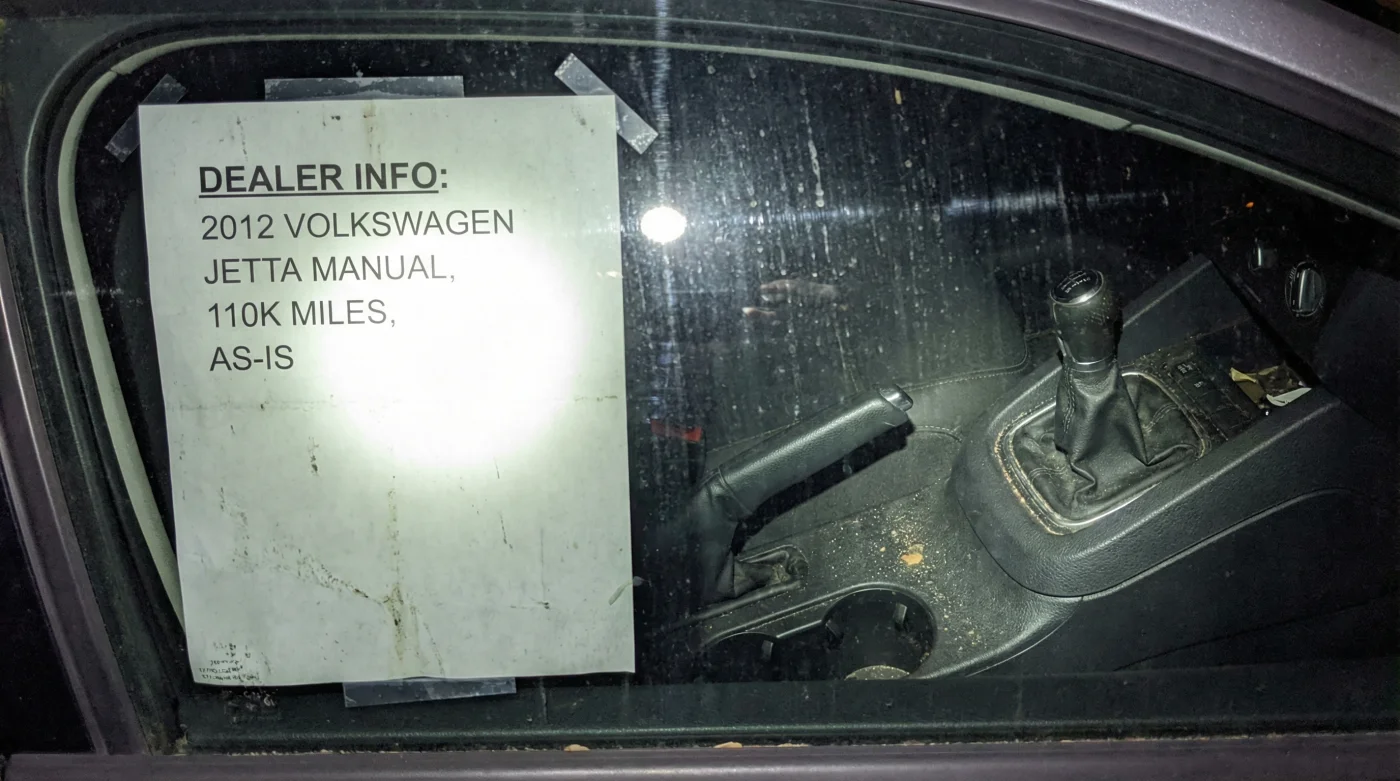 DEALER INFO:
2012 VOLKSWAGEN
JETTA MANUAL,
110K MILES,
AS-IS